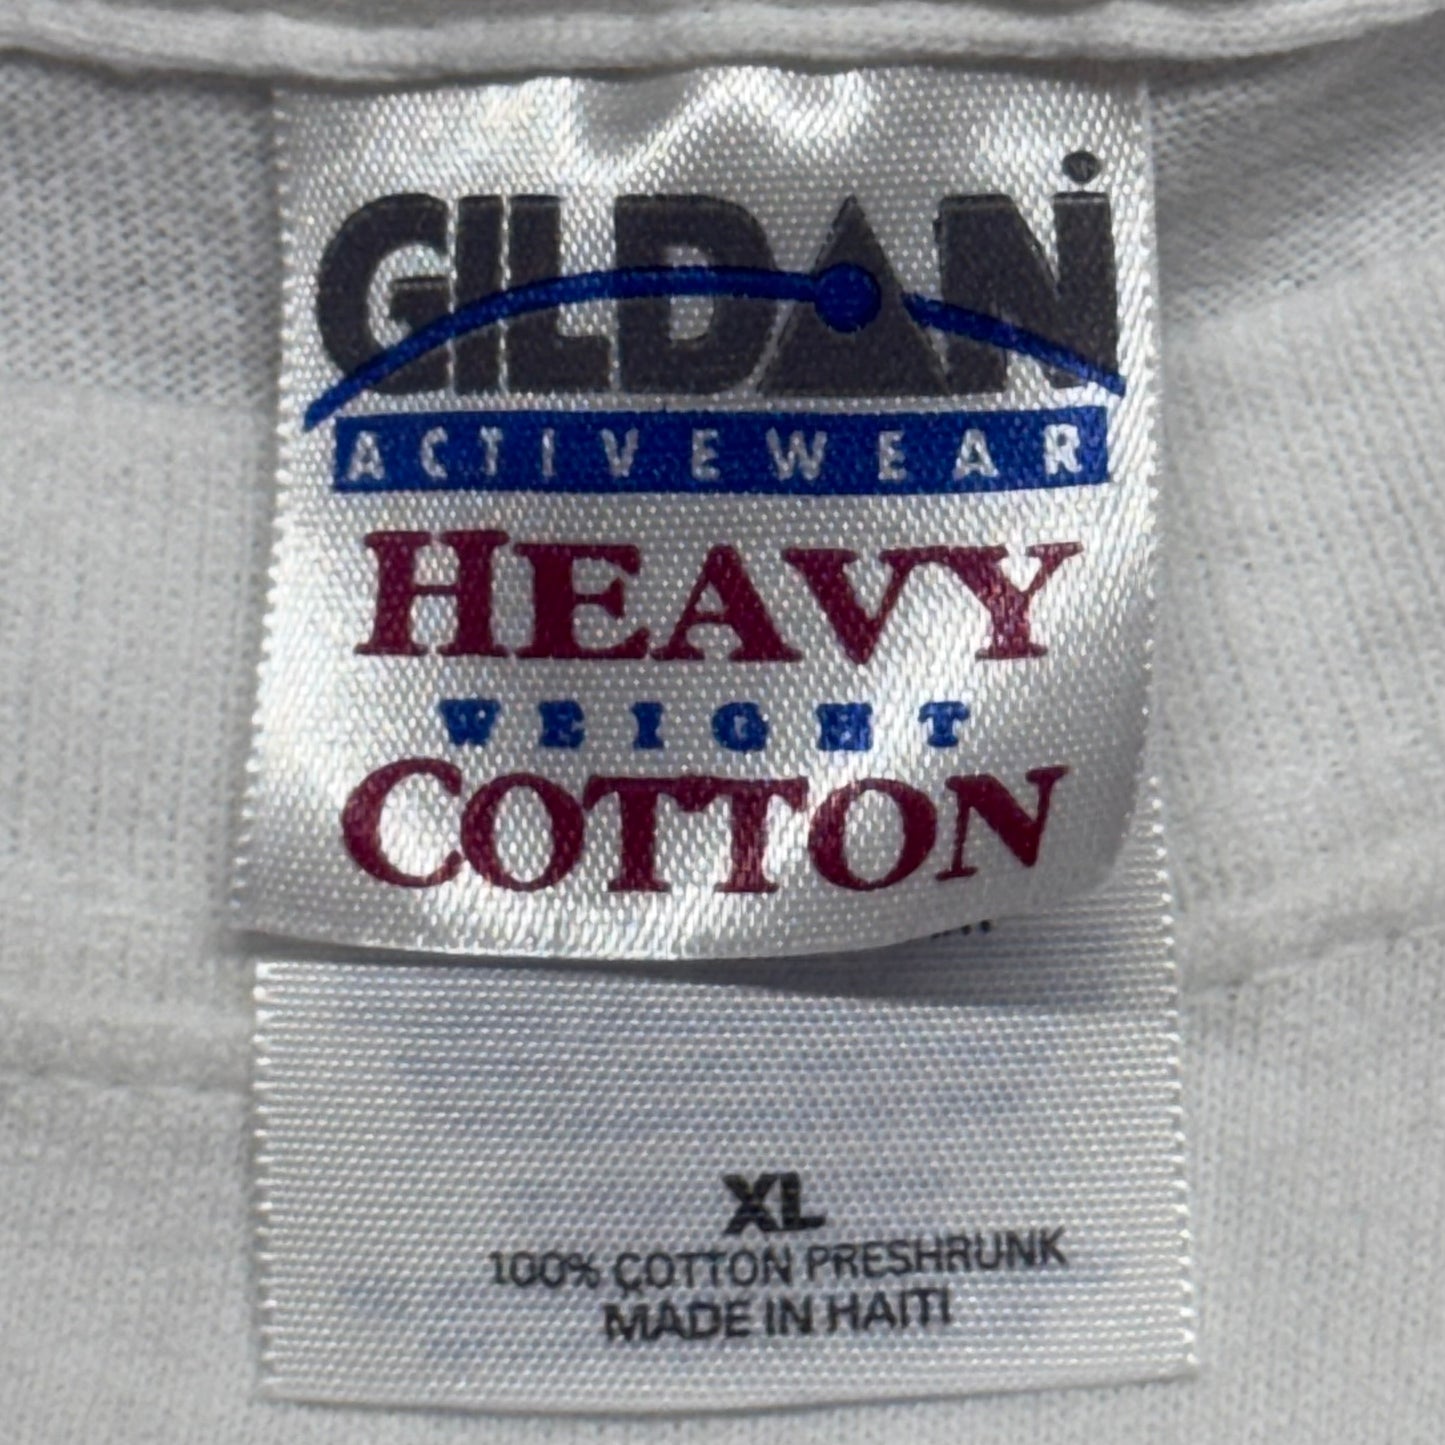 GILDAN®
ACTIVEWEAR
HEAVY
WEIGHT
COTTON
XL
100% COTTON PRESHRUNK
MADE IN HAITI